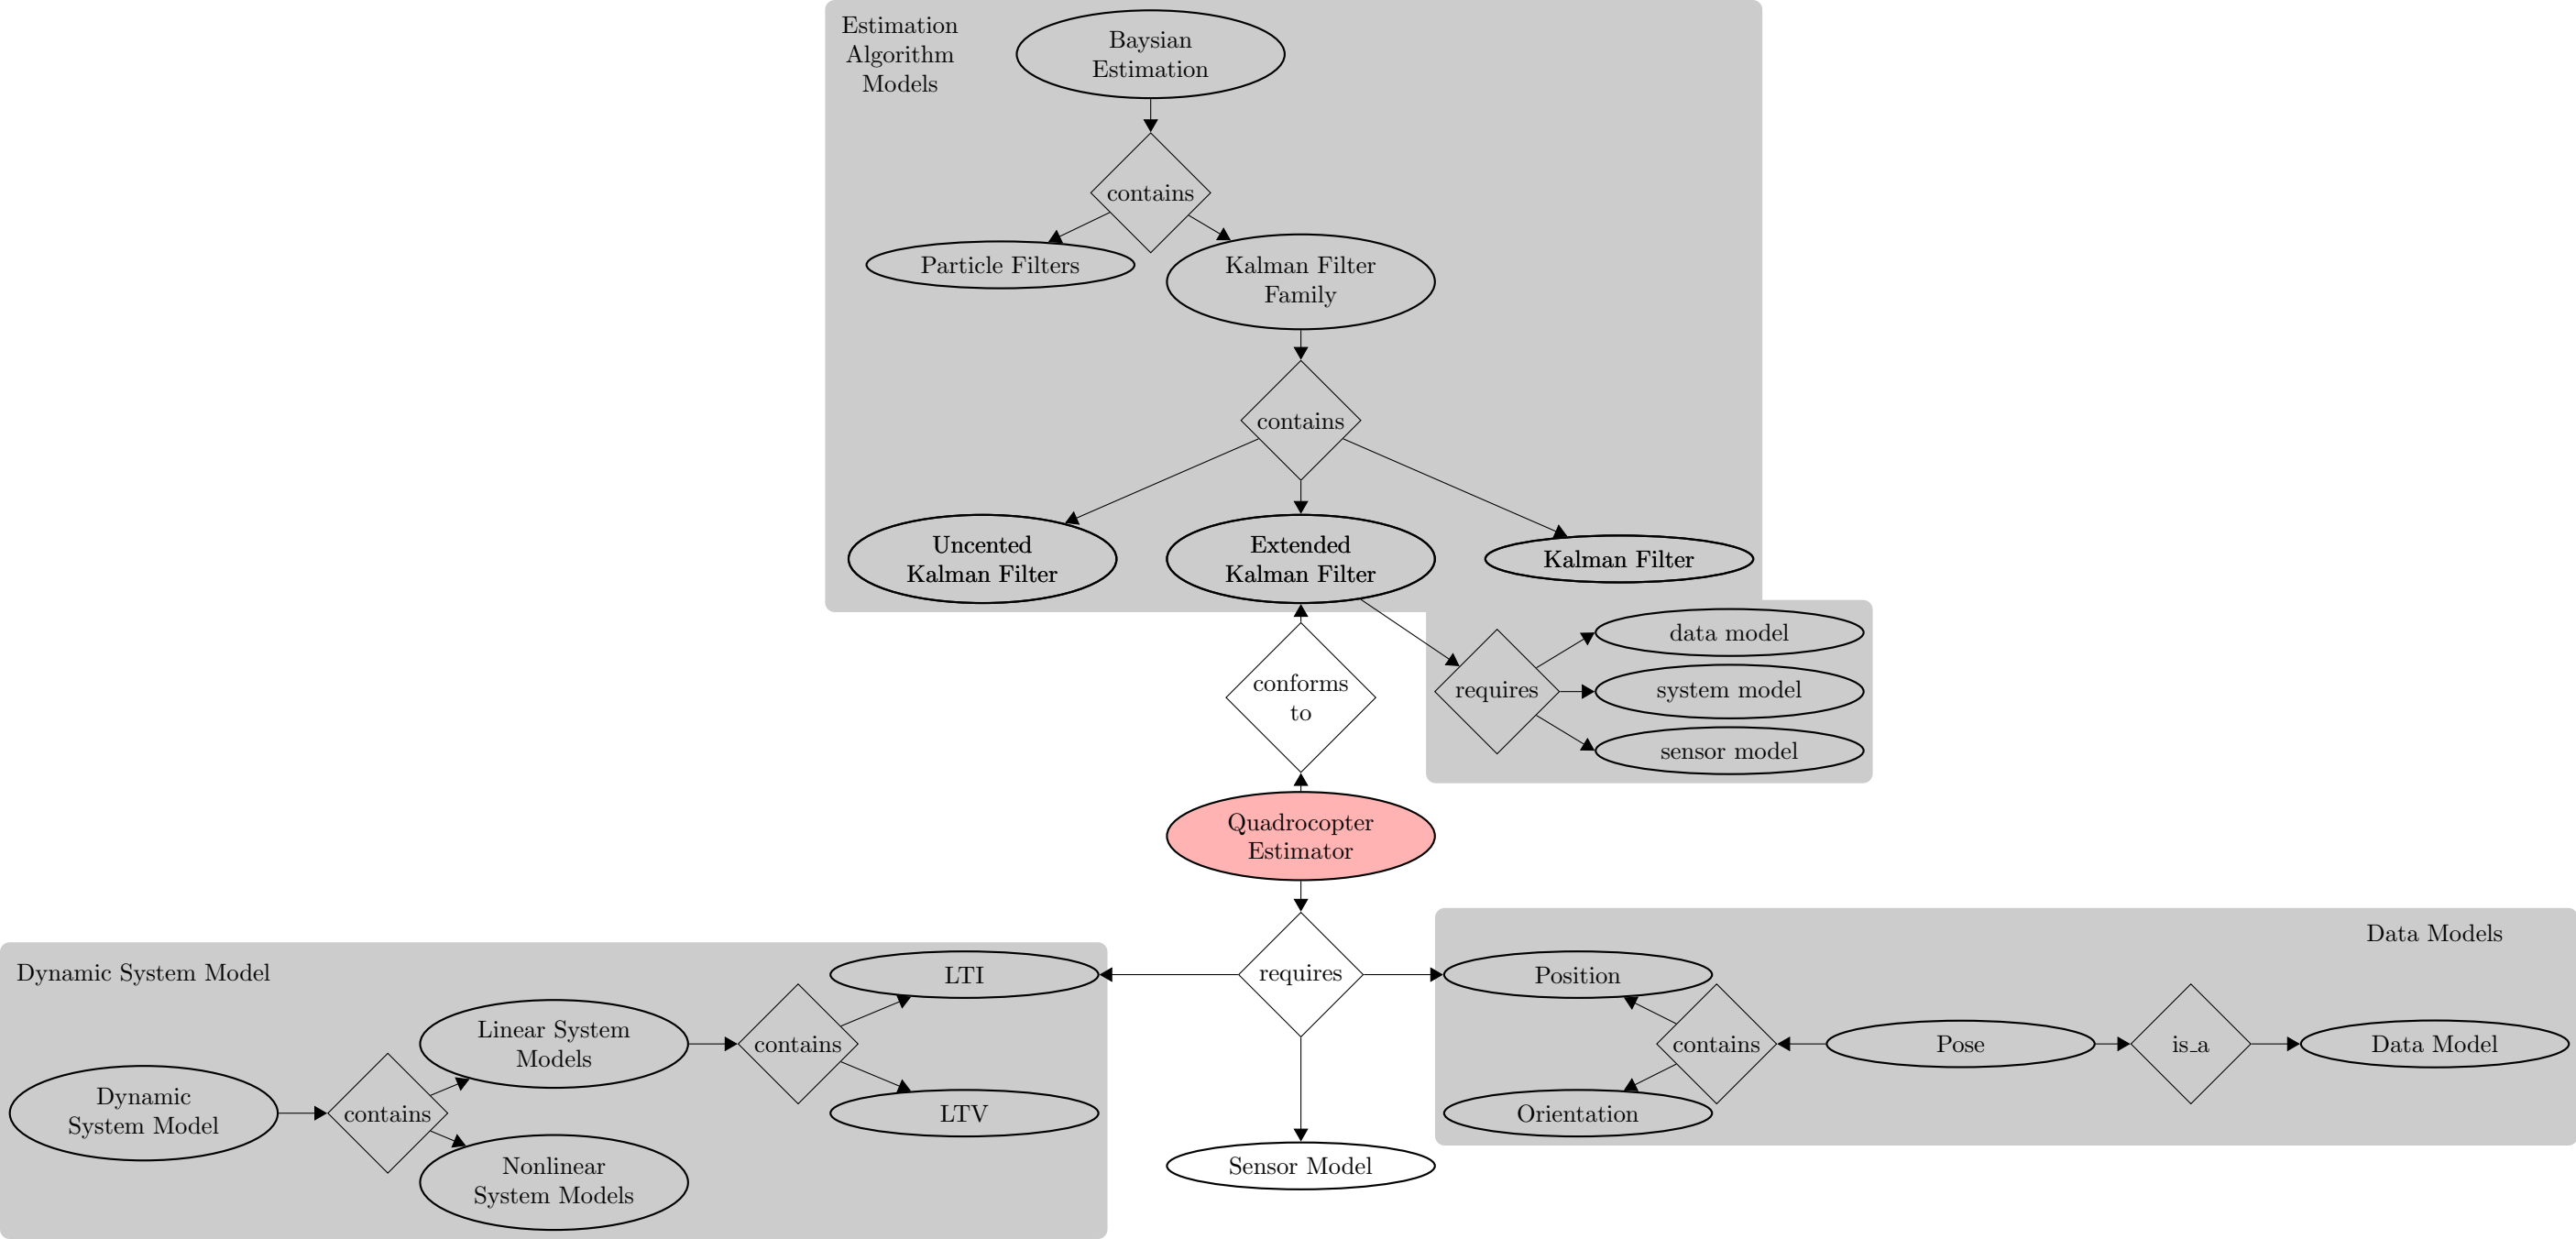 Estimation
Algorithm
Models
Baysian
Estimation
contains
Particle Filters
Kalman Filter
Family
contains
Uncented
Kalman Filter
Extended
Kalman Filter
Kalman Filter
conforms
to
requires
data model
system model
sensor model
Quadrocopter
Estimator
requires
Dynamic System Model
Dynamic
System Model
contains
Linear System
Models
Nonlinear
System Models
contains
LTI
LTV
Sensor Model
Data Models
Position
Orientation
contains
Pose
is_a
Data Model